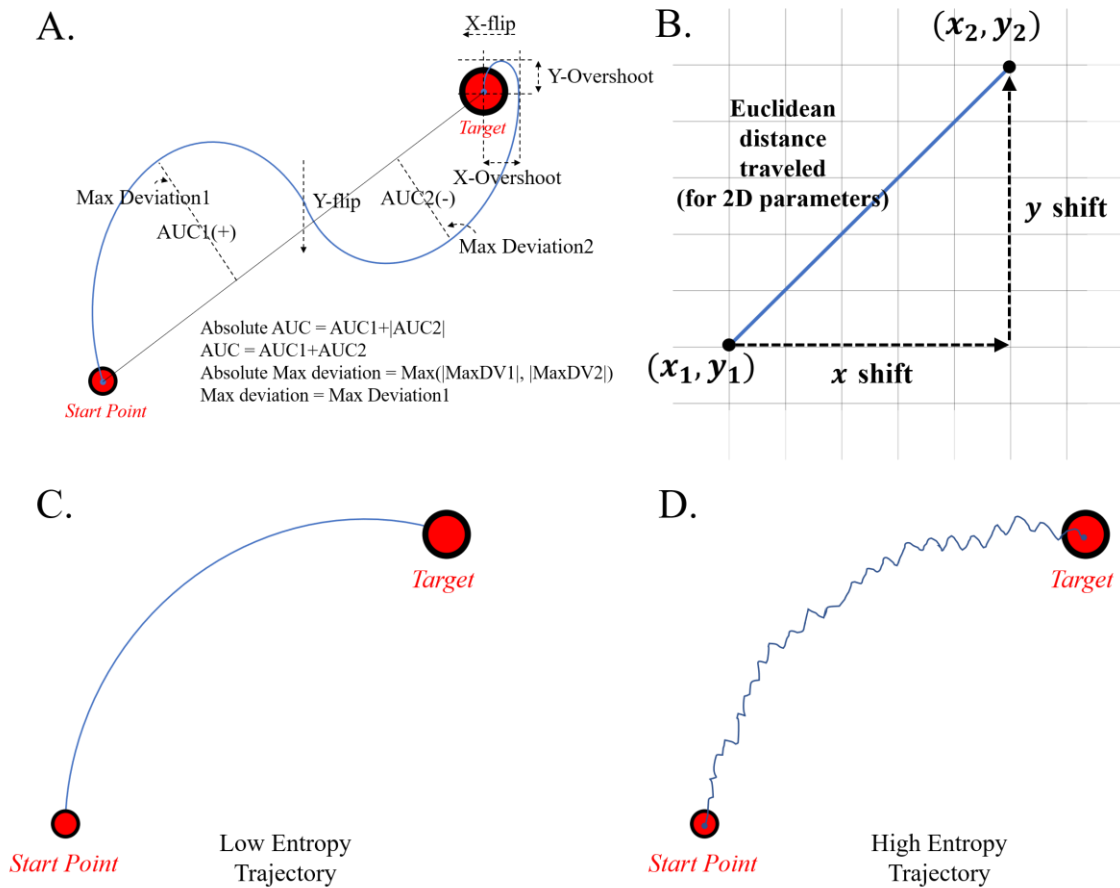 A.
X-flip
Y-Overshoot
Target
X-Overshoot
Max Deviation1
Y-flip
AUC2(-)
AUC1(+)
Max Deviation2
Absolute AUC = AUC1+|AUC2|
AUC = AUC1+AUC2
Absolute Max deviation = Max(|MaxDV1|, |MaxDV2|)
Max deviation = Max Deviation1
Start Point
B.
(x₂, y₂)
Euclidean
distance
traveled
(for 2D parameters)
y shift
(x₁, y₁)
x shift
C.
Target
Start Point
Low Entropy
Trajectory
D.
Target
Start Point
High Entropy
Trajectory